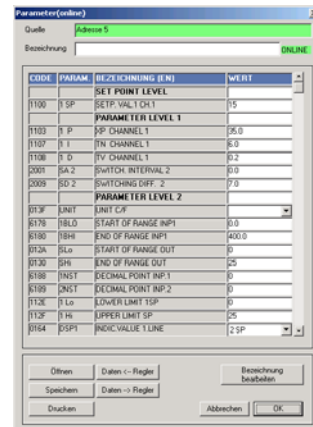 Parameter(online)
Quelle Adresse 5
Bezeichnung ONLINE
CODE PARAM. BEZEICHNUNG (EN) WERT
SET POINT LEVEL
1100 1 SP SETP. VAL.1 CH.1 15
PARAMETER LEVEL 1
1103 1 P XP CHANNEL 1 35.0
1107 1 I TN CHANNEL 1 6.0
1108 1 D TV CHANNEL 1 0.2
2001 SA 2 SWITCH. INTERVAL 2 0.0
2009 SD 2 SWITCHING DIFF. 2 7.0
PARAMETER LEVEL 2
013F UNIT UNIT C/F
6178 1BLO START OF RANGE INP1 0.0
6180 1BHI END OF RANGE INP1 400.0
012A SLo START OF RANGE OUT 0
0130 SHi END OF RANGE OUT 25
6188 1NST DECIMAL POINT INP.1 0
6189 2NST DECIMAL POINT INP.2 0
112E 1 Lo LOWER LIMIT 1SP 0
112F 1 Hi UPPER LIMIT SP 25
0164 DSP1 INDIC.VALUE 1.LINE 2 SP
Öffnen Daten <-- Regler Bezeichnung bearbeiten
Speichern Daten --> Regler
Drucken Abbrechen OK